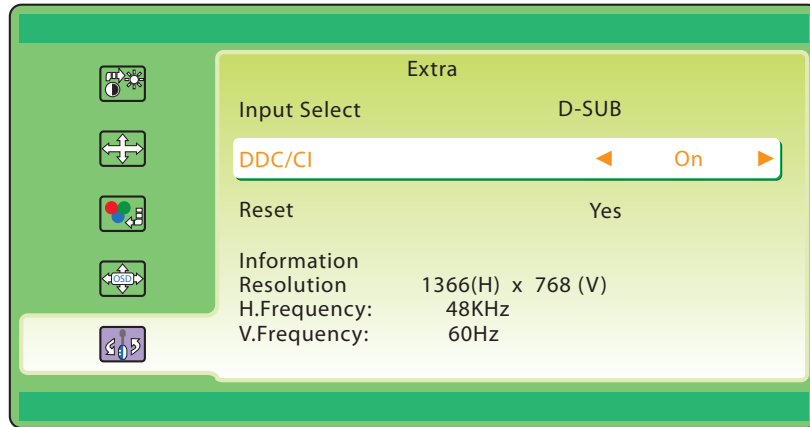 Extra
Input Select D-SUB
DDC/CI ◀ On ▶
Reset Yes
Information
Resolution 1366(H) x 768 (V)
H.Frequency: 48KHz
V.Frequency: 60Hz
OSD